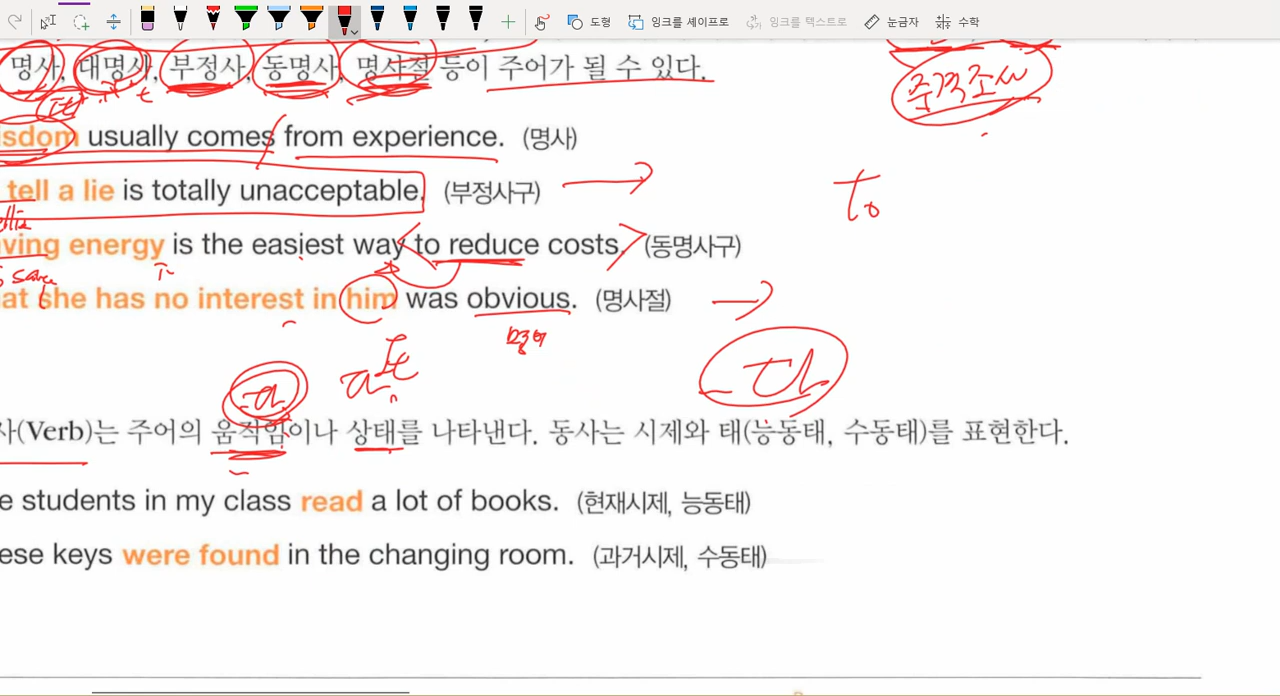 도형 잉크를 셰이프로 잉크를 텍스트로 눈금자 수학
명사, 대명사, 부정사, 동명사, 명사절 등이 주어가 될 수 있다.
주격조사
isdom usually comes from experience. (명사)
tell a lie is totally unacceptable. (부정사구)
to
ving energy is the easiest way to reduce costs. (동명사구)
save
at she has no interest in him was obvious. (명사절)
다
사(Verb)는 주어의 움직임이나 상태를 나타낸다. 동사는 시제와 태(능동태, 수동태)를 표현한다.
e students in my class read a lot of books. (현재시제, 능동태)
ese keys were found in the changing room. (과거시제, 수동태)